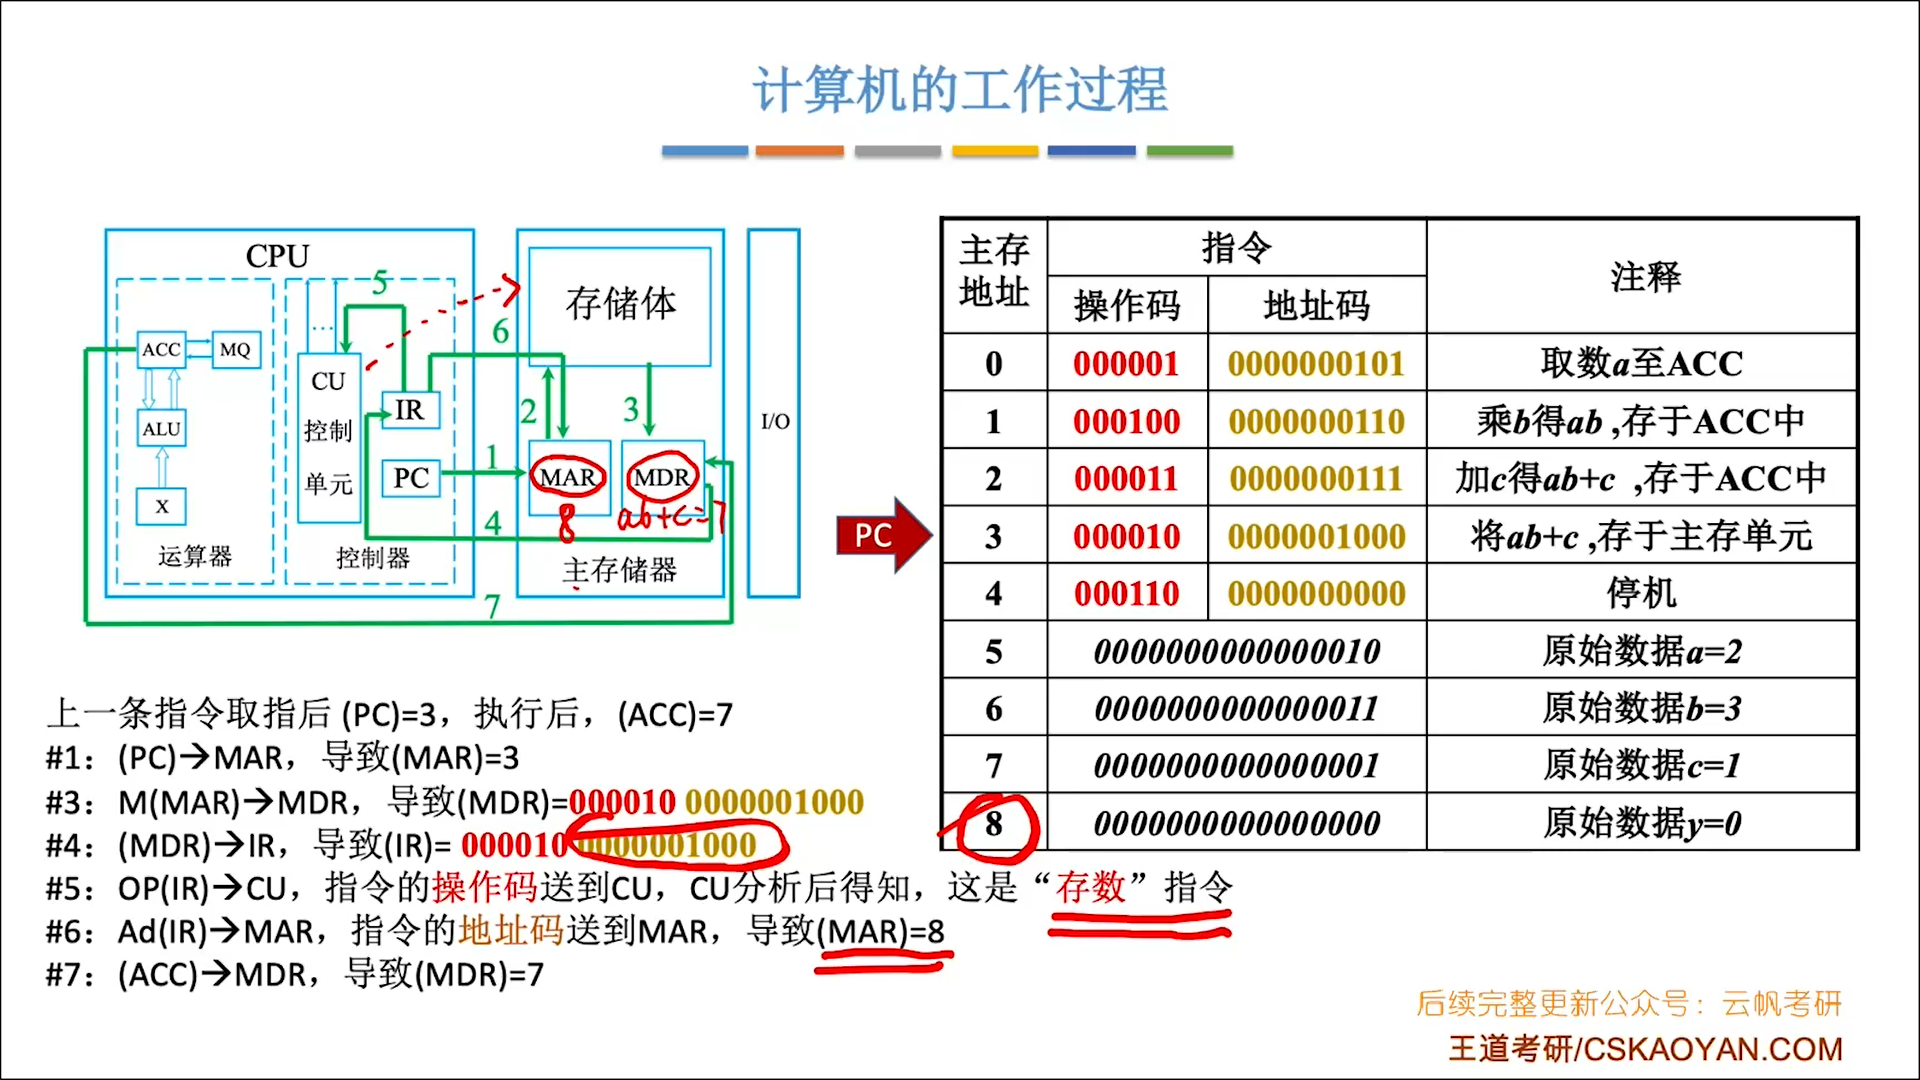 计算机的工作过程
CPU
ACC
MQ
ALU
X
运算器
...
CU
控制
单元
IR
PC
控制器
存储体
MAR
MDR
8
ab+c=7
主存储器
I/O
1
2
3
4
5
6
7
PC
主存地址 指令 注释
操作码 地址码
0 000001 0000000101 取数a至ACC
1 000100 0000000110 乘b得ab ,存于ACC中
2 000011 0000000111 加c得ab+c ,存于ACC中
3 000010 0000001000 将ab+c ,存于主存单元
4 000110 0000000000 停机
5 0000000000000010 原始数据a=2
6 0000000000000011 原始数据b=3
7 0000000000000001 原始数据c=1
8 0000000000000000 原始数据y=0
上一条指令取指后 (PC)=3，执行后，(ACC)=7
#1：(PC)→MAR，导致(MAR)=3
#3：M(MAR)→MDR，导致(MDR)=000010 0000001000
#4：(MDR)→IR，导致(IR)= 000010 0000001000
#5：OP(IR)→CU，指令的操作码送到CU，CU分析后得知，这是“存数”指令
#6：Ad(IR)→MAR，指令的地址码送到MAR，导致(MAR)=8
#7：(ACC)→MDR，导致(MDR)=7
后续完整更新公众号：云帆考研
王道考研/CSKAOYAN.COM